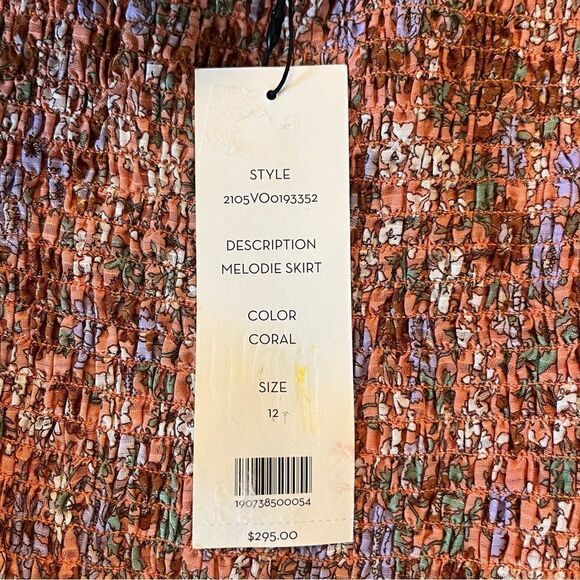 STYLE
2105VO0193352
DESCRIPTION
MELODIE SKIRT
COLOR
CORAL
SIZE
12
190738500054
$295.00